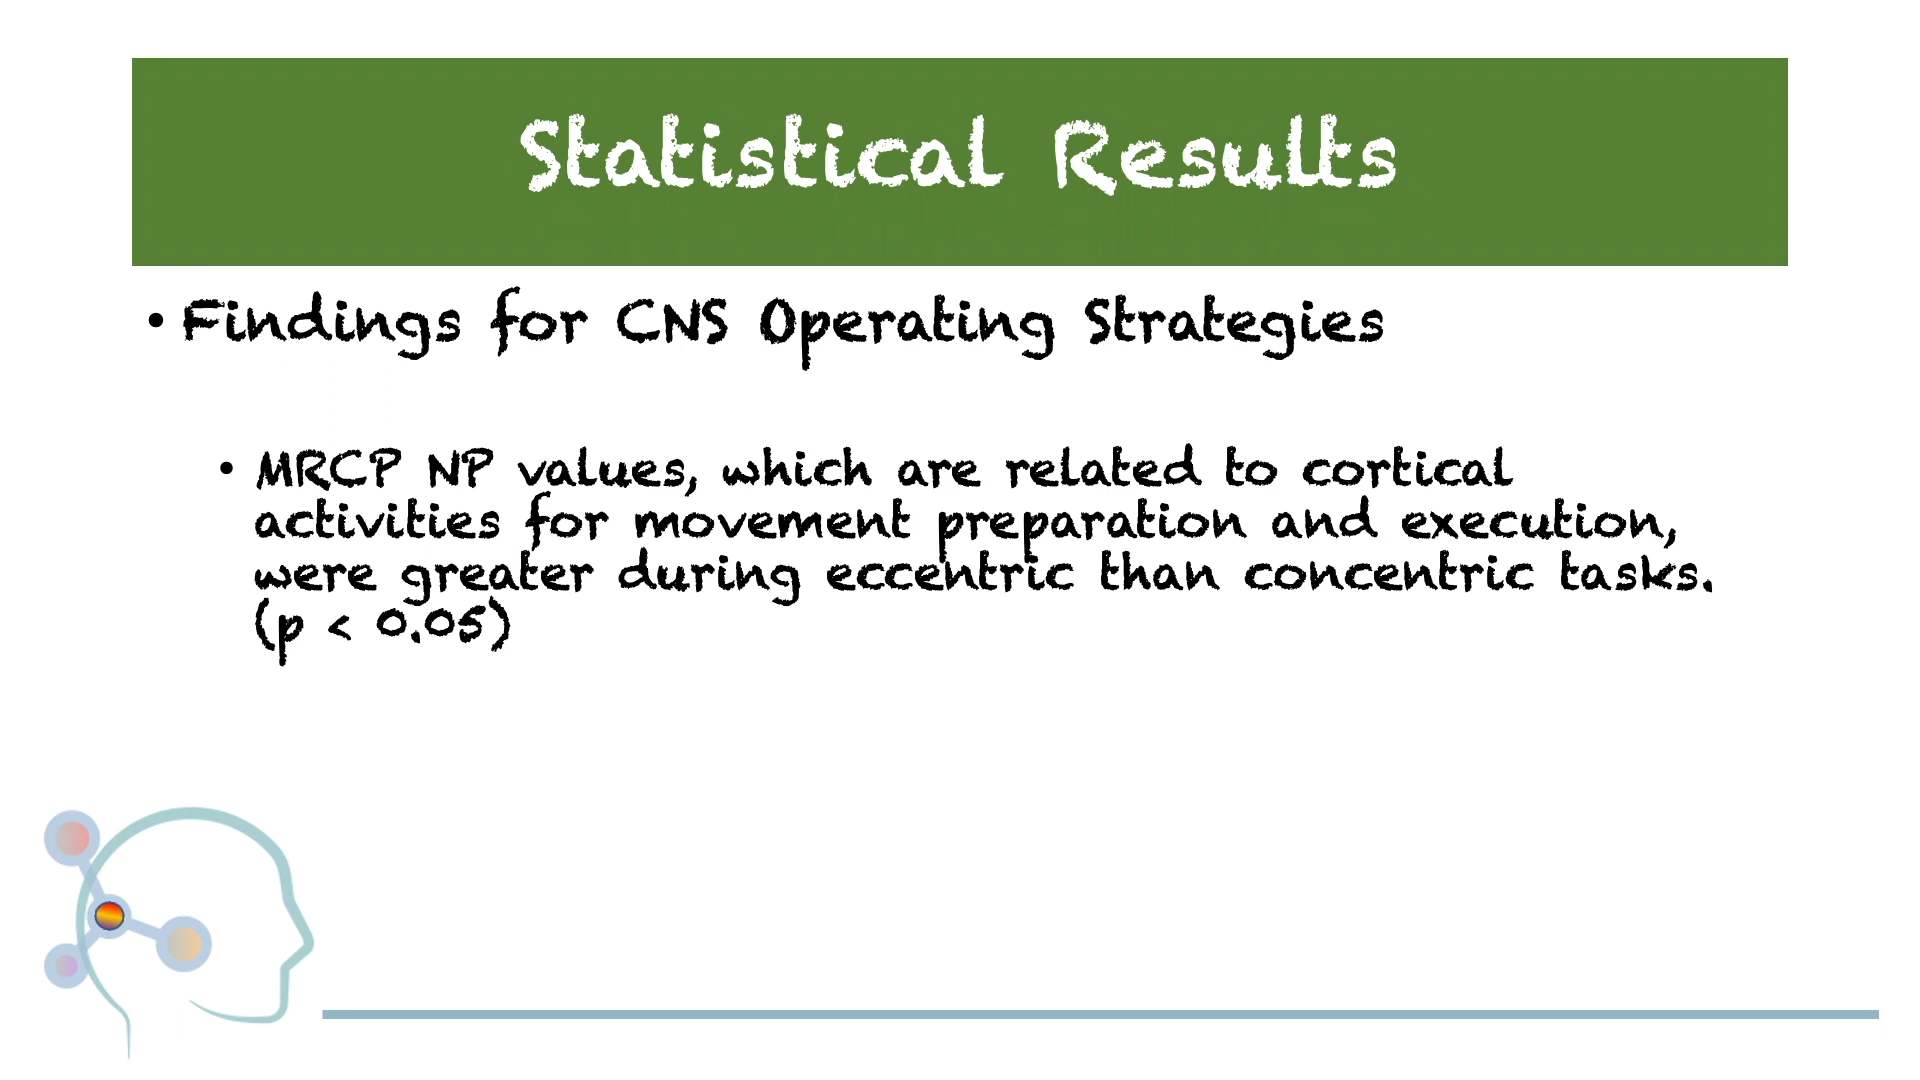 Statistical Results
• Findings for CNS Operating Strategies
• MRCP NP values, which are related to cortical
activities for movement preparation and execution,
were greater during eccentric than concentric tasks.
(p < 0.05)